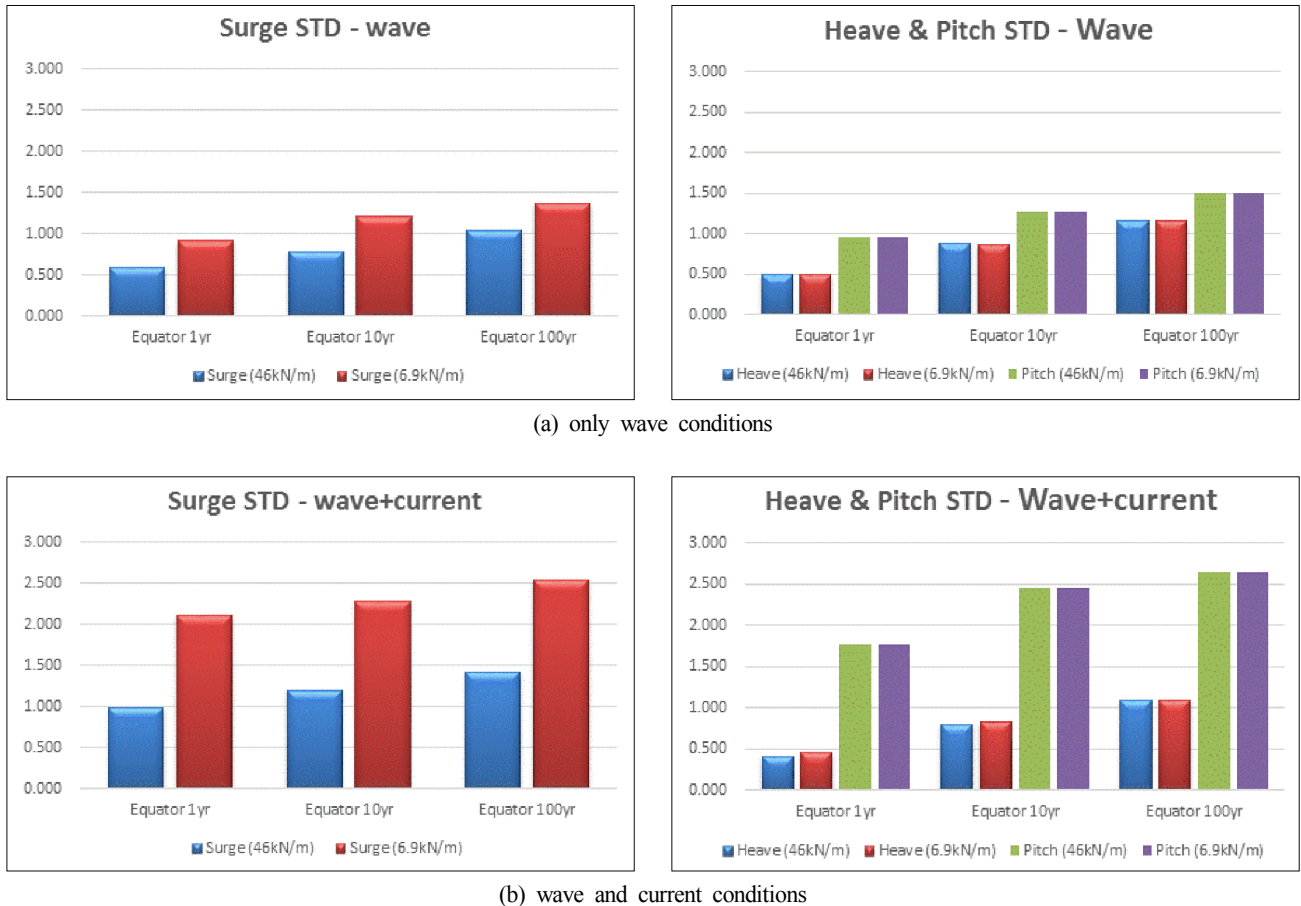 Surge STD - wave
3.000
2.500
2.000
1.500
1.000
0.500
0.000
Equator 1yr Equator 10yr Equator 100yr
Surge (46kN/m) Surge (6.9kN/m)
Heave & Pitch STD - Wave
3.000
2.500
2.000
1.500
1.000
0.500
0.000
Equator 1yr Equator 10yr Equator 100yr
Heave (46kN/m) Heave (6.9kN/m) Pitch (46kN/m) Pitch (6.9kN/m)
(a) only wave conditions
Surge STD - wave+current
3.000
2.500
2.000
1.500
1.000
0.500
0.000
Equator 1yr Equator 10yr Equator 100yr
Surge (46kN/m) Surge (6.9kN/m)
Heave & Pitch STD - Wave+current
3.000
2.500
2.000
1.500
1.000
0.500
0.000
Equator 1yr Equator 10yr Equator 100yr
Heave (46kN/m) Heave (6.9kN/m) Pitch (46kN/m) Pitch (6.9kN/m)
(b) wave and current conditions